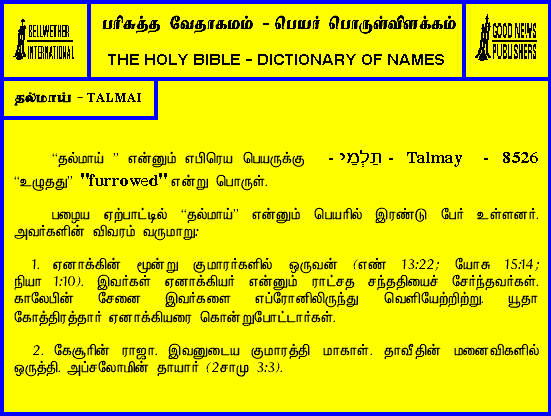 BELLWETHER
INTERNATIONAL
பரிசுத்த வேதாகமம் - பெயர் பொருள்விளக்கம்
THE HOLY BIBLE - DICTIONARY OF NAMES
GOOD NEWS
PUBLISHERS
தல்மாய் - TALMAI
“தல்மாய் ” என்னும் எபிரெய பெயருக்கு - תַּלְמַי - Talmay - 8526
“உழுதது” "furrowed" என்று பொருள்.
பழைய ஏற்பாட்டில் “தல்மாய்” என்னும் பெயரில் இரண்டு பேர் உள்ளனர்.
அவர்களின் விவரம் வருமாறு:
1. ஏனாக்கின் மூன்று குமாரர்களில் ஒருவன் (எண் 13:22; யோசு 15:14;
நியா 1:10). இவர்கள் ஏனாக்கியர் என்னும் ராட்சத சந்ததியைச் சேர்ந்தவர்கள்.
காலேபின் சேனை இவர்களை எப்ரோனிலிருந்து வெளியேற்றிற்று. யூதா
கோத்திரத்தார் ஏனாக்கியரை கொன்றுபோட்டார்கள்.
2. கேசூரின் ராஜா. இவனுடைய குமாரத்தி மாகாள். தாவீதின் மனைவிகளில்
ஒருத்தி. அப்சலோமின் தாயார் (2சாமு 3:3).